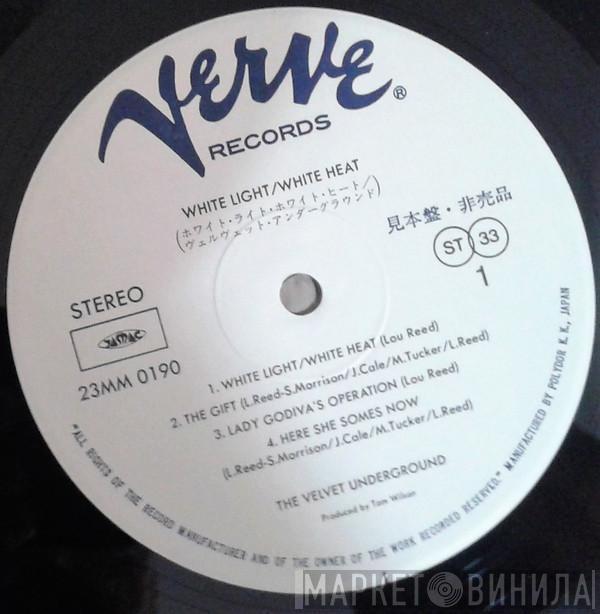 Verve®
RECORDS
WHITE LIGHT/WHITE HEAT
(ホワイト・ライト・ホワイト・ヒート/
ヴェルヴェット・アンダーグラウンド)
見本盤・非売品
STEREO
ST 33
1
JASRAC
23MM 0190
1. WHITE LIGHT/WHITE HEAT (Lou Reed)
2. THE GIFT (L.Reed-S.Morrison/J.Cale/M.Tucker/L.Reed)
3. LADY GODIVA'S OPERATION (Lou Reed)
4. HERE SHE SOMES NOW
(L.Reed-S.Morrison/J.Cale/M.Tucker/L.Reed)
THE VELVET UNDERGROUND
Produced by Tom Wilson
"ALL RIGHTS OF THE RECORD MANUFACTURER AND OF THE OWNER OF THE WORK RECORDED RESERVED." MANUFACTURED BY POLYDOR K.K., JAPAN
МАРКЕТ ВИНИЛА